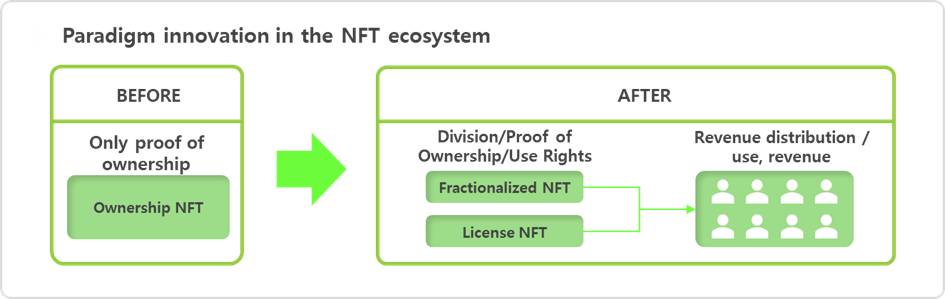 Paradigm innovation in the NFT ecosystem
BEFORE
Only proof of
ownership
Ownership NFT
AFTER
Division/Proof of
Ownership/Use Rights
Fractionalized NFT
License NFT
Revenue distribution /
use, revenue